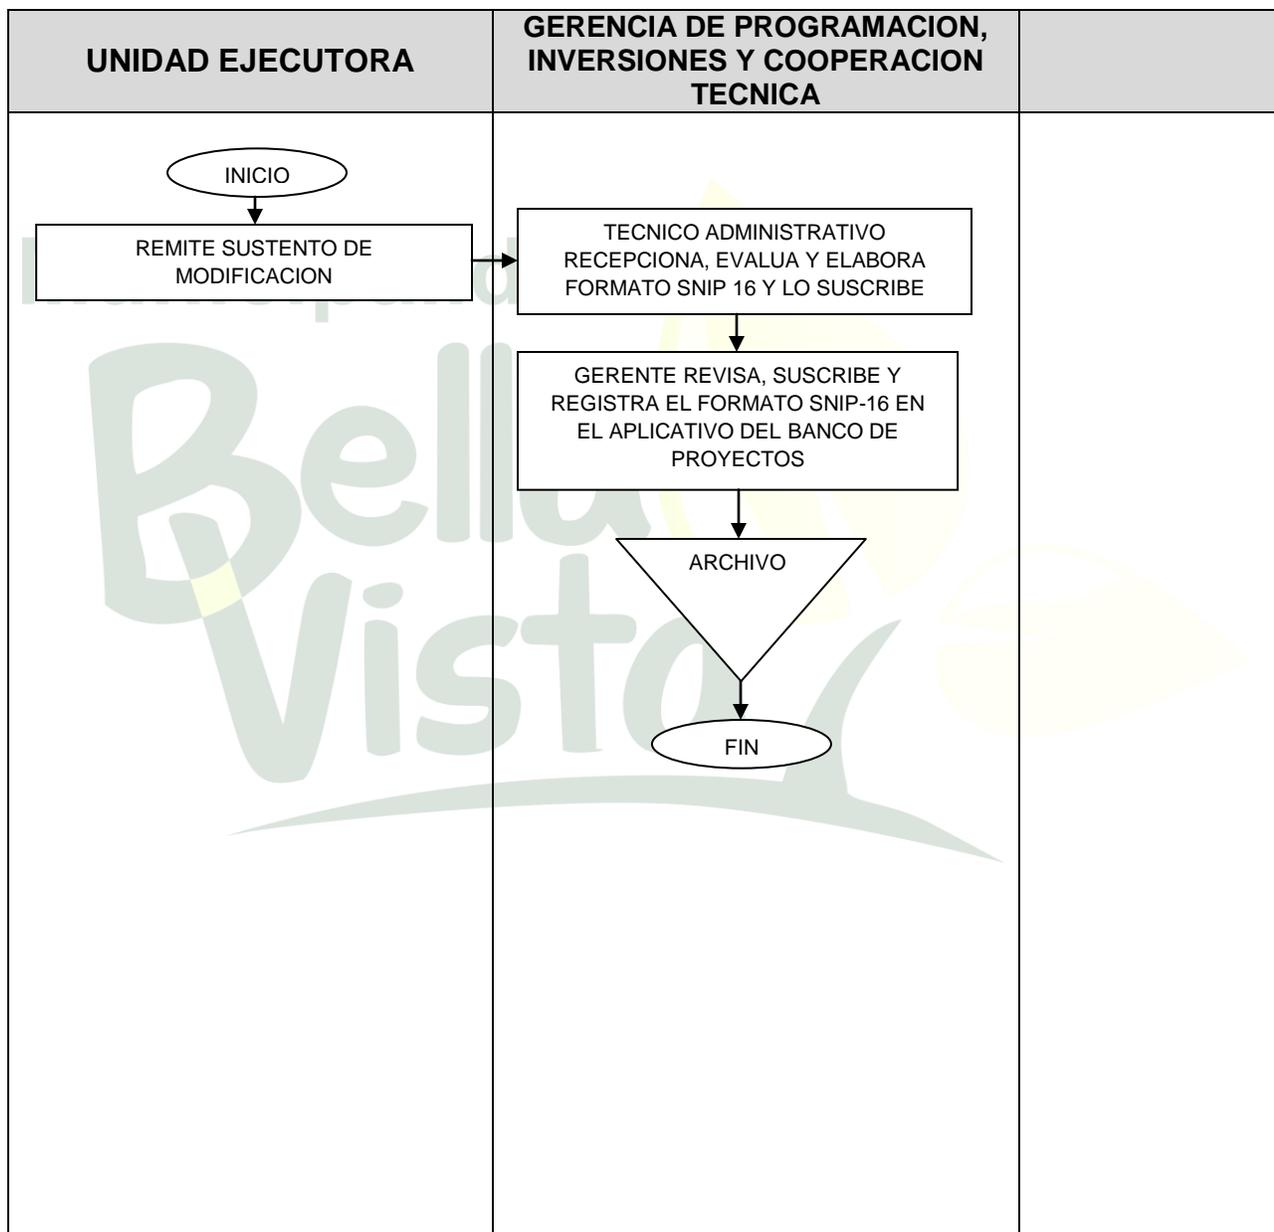 UNIDAD EJECUTORA
GERENCIA DE PROGRAMACION,
INVERSIONES Y COOPERACION
TECNICA
INICIO
REMITE SUSTENTO DE
MODIFICACION
TECNICO ADMINISTRATIVO
RECEPCIONA, EVALUA Y ELABORA
FORMATO SNIP 16 Y LO SUSCRIBE
GERENTE REVISA, SUSCRIBE Y
REGISTRA EL FORMATO SNIP-16 EN
EL APLICATIVO DEL BANCO DE
PROYECTOS
ARCHIVO
FIN
Bella
Vista